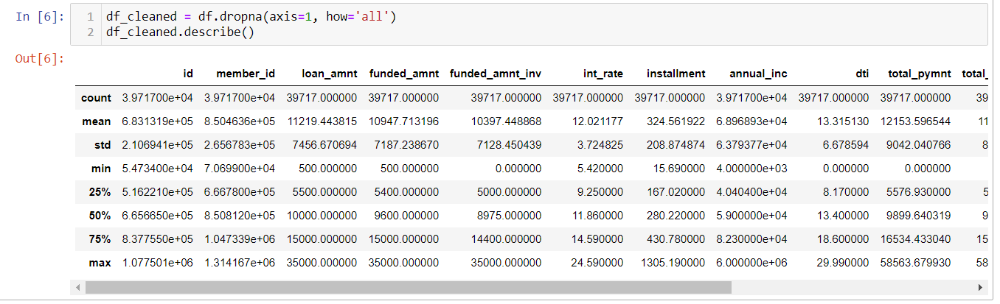 In [6]: 1 df_cleaned = df.dropna(axis=1, how='all')
2 df_cleaned.describe()
Out[6]:
id member_id loan_amnt funded_amnt funded_amnt_inv int_rate installment annual_inc dti total_pymnt total_
count 3.971700e+04 3.971700e+04 39717.000000 39717.000000 39717.000000 39717.000000 39717.000000 3.971700e+04 39717.000000 39717.000000 39
mean 6.831319e+05 8.504636e+05 11219.443815 10947.713196 10397.448868 12.021177 324.561922 6.896893e+04 13.315130 12153.596544 11
std 2.106941e+05 2.656783e+05 7456.670694 7187.238670 7128.450439 3.724825 208.874874 6.379377e+04 6.678594 9042.040766 8
min 5.473400e+04 7.069900e+04 500.000000 500.000000 0.000000 5.420000 15.690000 4.000000e+03 0.000000 0.000000
25% 5.162210e+05 6.667800e+05 5500.000000 5400.000000 5000.000000 9.250000 167.020000 4.040400e+04 8.170000 5576.930000 5
50% 6.656650e+05 8.508120e+05 10000.000000 9600.000000 8975.000000 11.860000 280.220000 5.900000e+04 13.400000 9899.640319 9
75% 8.377550e+05 1.047339e+06 15000.000000 15000.000000 14400.000000 14.590000 430.780000 8.230000e+04 18.600000 16534.433040 15
max 1.077501e+06 1.314167e+06 35000.000000 35000.000000 35000.000000 24.590000 1305.190000 6.000000e+06 29.990000 58563.679930 58